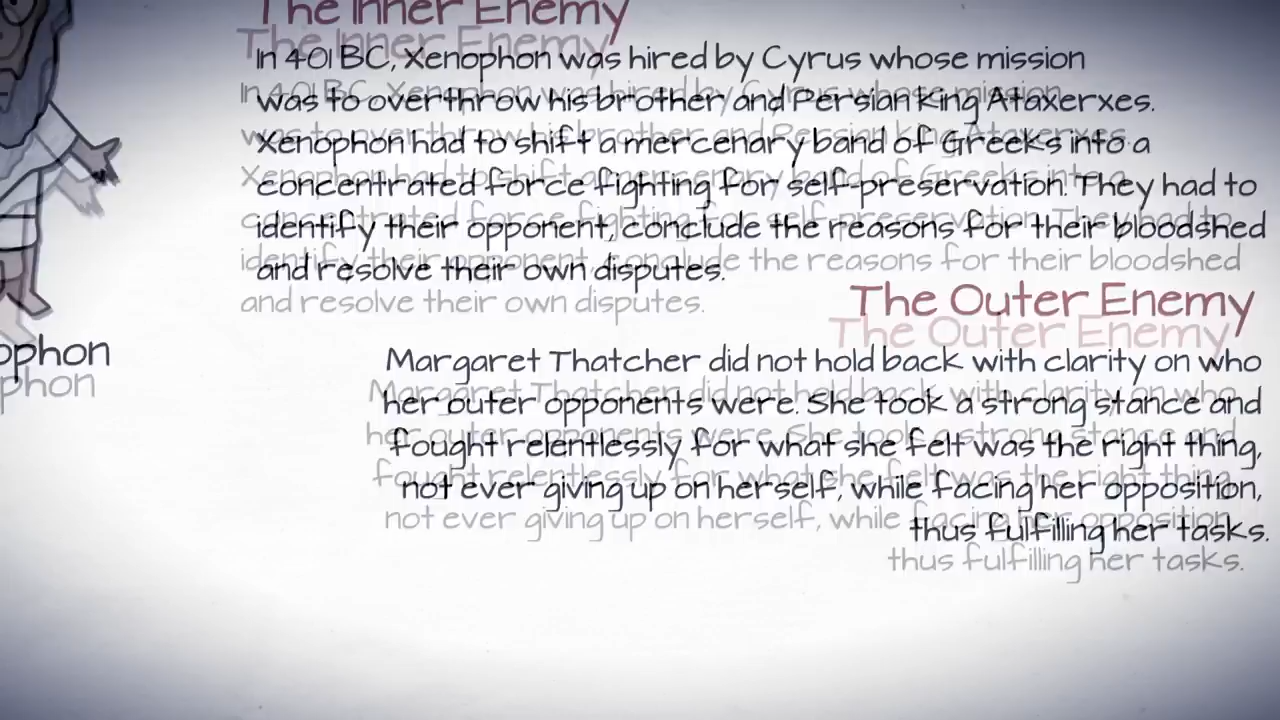 The Inner Enemy
In 401 BC, Xenophon was hired by Cyrus whose mission
was to overthrow his brother and Persian King Ataxerxes.
Xenophon had to shift a mercenary band of Greeks into a
concentrated force fighting for self-preservation. They had to
identify their opponent, conclude the reasons for their bloodshed
and resolve their own disputes.
The Outer Enemy
Margaret Thatcher did not hold back with clarity on who
her outer opponents were. She took a strong stance and
fought relentlessly for what she felt was the right thing,
not ever giving up on herself, while facing her opposition,
thus fulfilling her tasks.
ophon